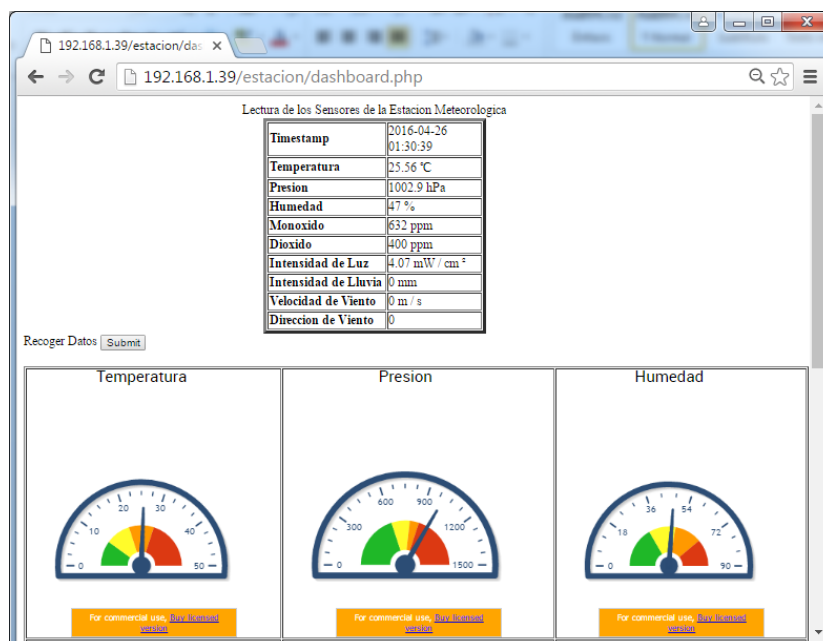 192.168.1.39/estacion/das
192.168.1.39/estacion/dashboard.php
Lectura de los Sensores de la Estacion Meteorologica
Timestamp 2016-04-26 01:30:39
Temperatura 25.56 ℃
Presion 1002.9 hPa
Humedad 47 %
Monoxido 632 ppm
Dioxido 400 ppm
Intensidad de Luz 4.07 mW / cm ²
Intensidad de Lluvia 0 mm
Velocidad de Viento 0 m / s
Direccion de Viento 0
Recoger Datos Submit
Temperatura Presion Humedad
0 10 20 30 40 50
0 300 600 900 1200 1500
0 18 36 54 72 90
For commercial use, Buy licensed version
For commercial use, Buy licensed version
For commercial use, Buy licensed version